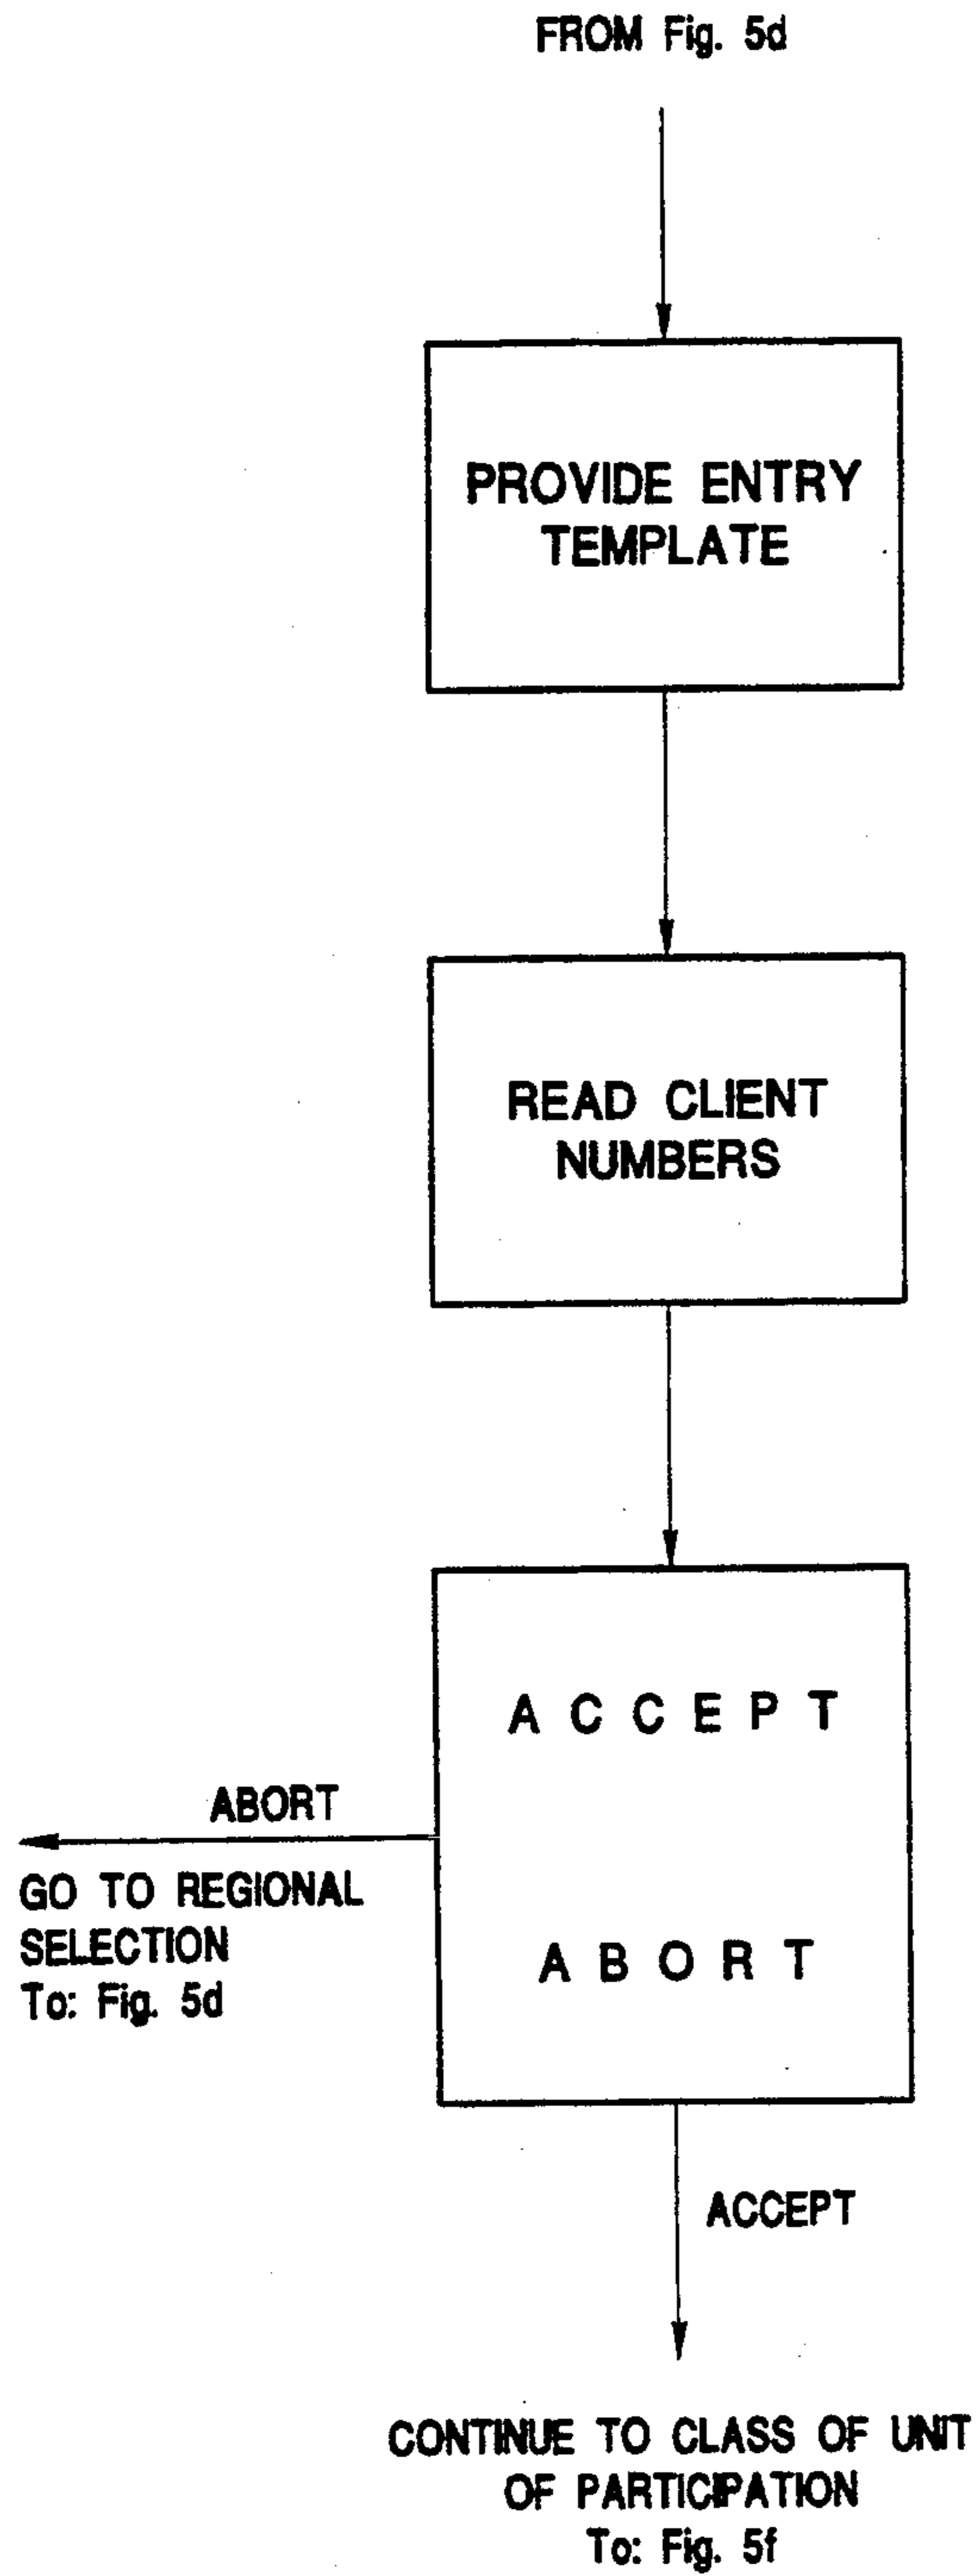 FROM Fig. 5d
PROVIDE ENTRY
TEMPLATE
READ CLIENT
NUMBERS
A C C E P T
ABORT
GO TO REGIONAL
SELECTION
To: Fig. 5d
A B O R T
ACCEPT
CONTINUE TO CLASS OF UNIT
OF PARTICIPATION
To: Fig. 5f